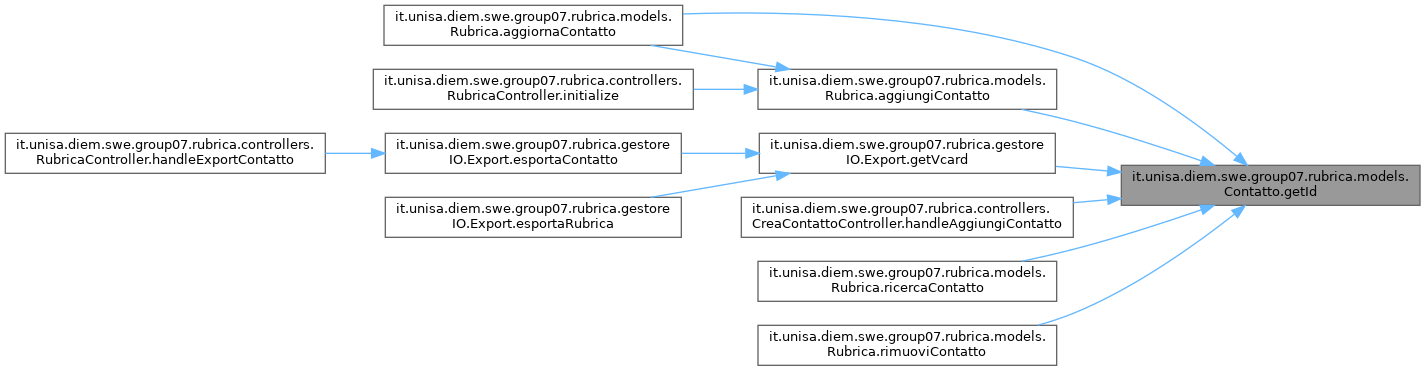 it.unisa.diem.swe.group07.rubrica.models.
Rubrica.aggiornaContatto
it.unisa.diem.swe.group07.rubrica.controllers.
RubricaController.initialize
it.unisa.diem.swe.group07.rubrica.models.
Rubrica.aggiungiContatto
it.unisa.diem.swe.group07.rubrica.controllers.
RubricaController.handleExportContatto
it.unisa.diem.swe.group07.rubrica.gestore
IO.Export.esportaContatto
it.unisa.diem.swe.group07.rubrica.gestore
IO.Export.getVcard
it.unisa.diem.swe.group07.rubrica.models.
Contatto.getId
it.unisa.diem.swe.group07.rubrica.gestore
IO.Export.esportaRubrica
it.unisa.diem.swe.group07.rubrica.controllers.
CreaContattoController.handleAggiungiContatto
it.unisa.diem.swe.group07.rubrica.models.
Rubrica.ricercaContatto
it.unisa.diem.swe.group07.rubrica.models.
Rubrica.rimuoviContatto